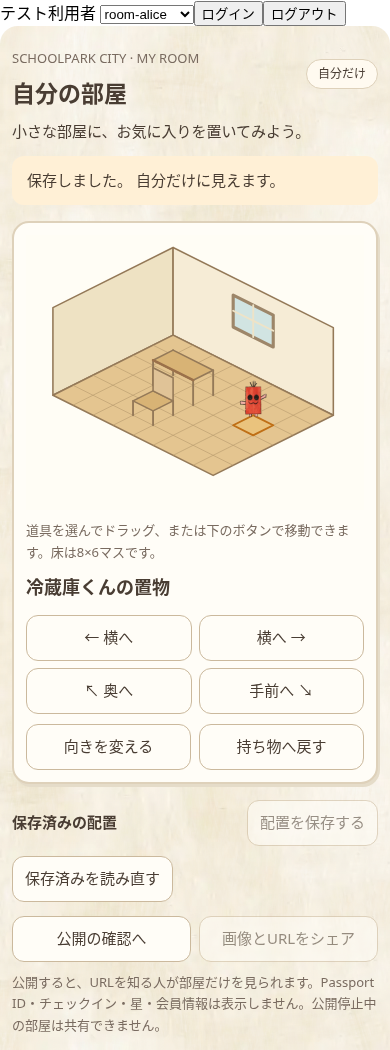 テスト利用者 room-alice ログイン ログアウト
SCHOOLPARK CITY · MY ROOM
自分だけ
自分の部屋
小さな部屋に、お気に入りを置いてみよう。
保存しました。 自分だけに見えます。
道具を選んでドラッグ、または下のボタンで移動できま
す。床は8×6マスです。
冷蔵庫くんの置物
← 横へ
横へ →
↖ 奥へ
手前へ ↘
向きを変える
持ち物へ戻す
保存済みの配置
配置を保存する
保存済みを読み直す
公開の確認へ
画像とURLをシェア
公開すると、URLを知る人が部屋だけを見られます。Passport
ID・チェックイン・星・会員情報は表示しません。公開停止中
の部屋は共有できません。